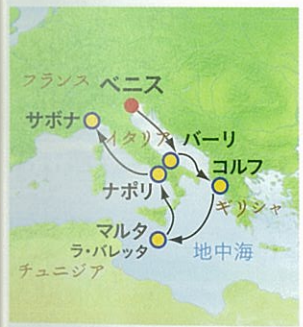 フランス
ベニス
サボナ
イタリア
バーリ
コルフ
ナポリ
ギリシャ
マルタ
ラ・バレッタ
地中海
チュニジア